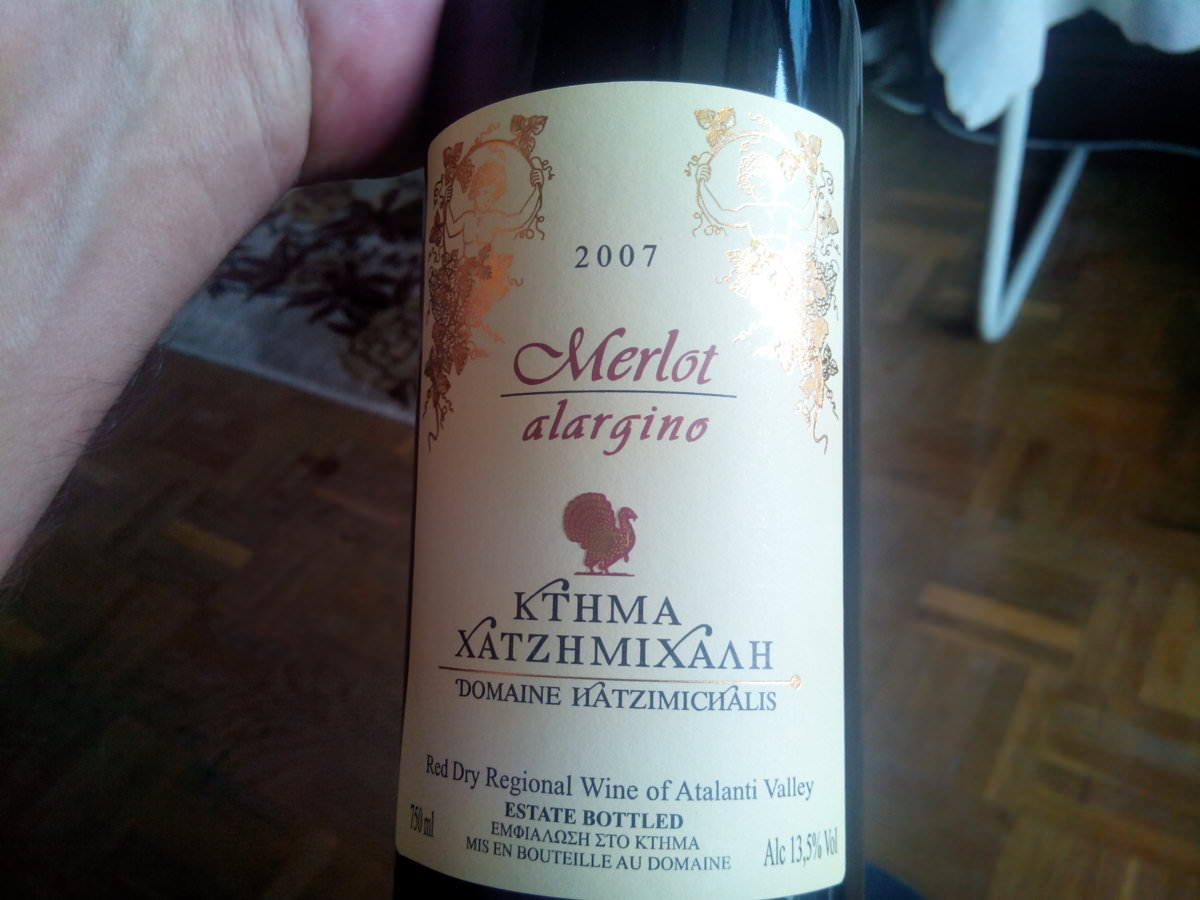 2007
Merlot
alargino
ΚΤΗΜΑ
ΧΑΤΖΗΜΙΧΑΛΗ
DOMAINE HATZIMICHALIS
Red Dry Regional Wine of Atalanti Valley
ESTATE BOTTLED
750 ml
ΕΜΦΙΑΛΩΣΗ ΣΤΟ ΚΤΗΜΑ
MIS EN BOUTEILLE AU DOMAINE
Alc 13,5% Vol